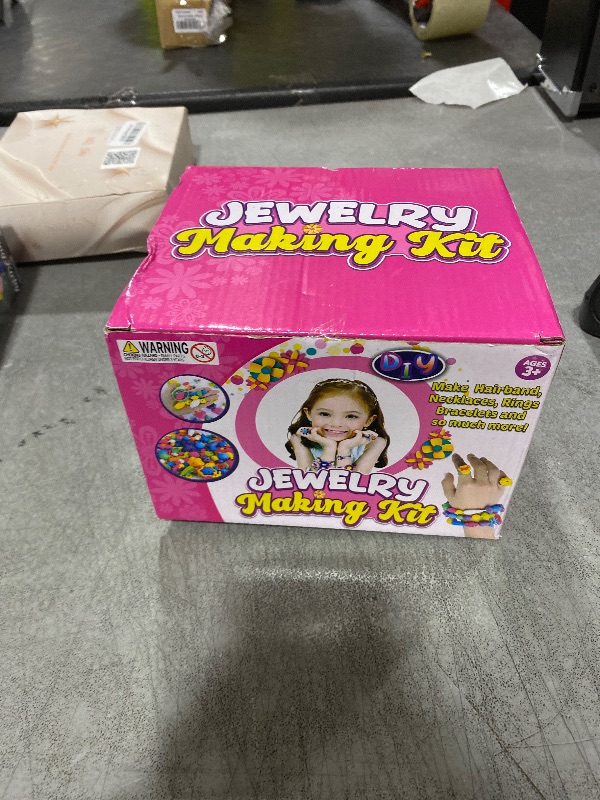 JEWELRY
Making Kit
WARNING
DIY
AGES
3+
Make Hairband,
Necklaces, Rings
Bracelets and
so much more!
JEWELRY
Making Kit